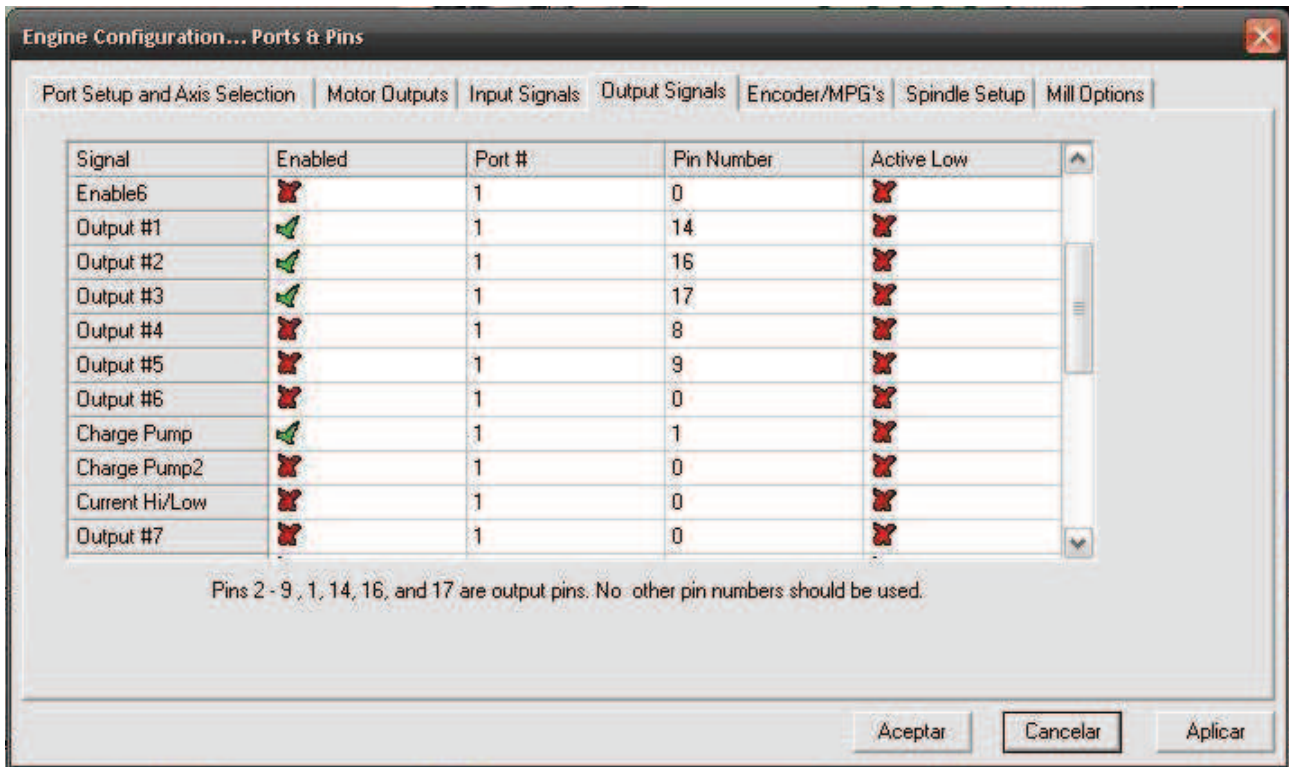 Engine Configuration... Ports & Pins
Port Setup and Axis Selection Motor Outputs Input Signals Output Signals Encoder/MPG's Spindle Setup Mill Options
Signal Enabled Port # Pin Number Active Low
Enable6 1 0
Output #1 1 14
Output #2 1 16
Output #3 1 17
Output #4 1 8
Output #5 1 9
Output #6 1 0
Charge Pump 1 1
Charge Pump2 1 0
Current Hi/Low 1 0
Output #7 1 0
Pins 2 - 9 , 1, 14, 16, and 17 are output pins. No other pin numbers should be used.
Aceptar Cancelar Aplicar